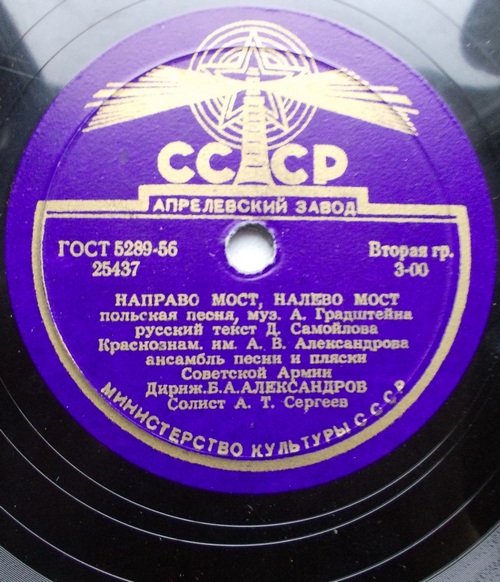 СССР
АПРЕЛЕВСКИЙ ЗАВОД
ГОСТ 5289-56
25437
Вторая гр.
3-00
НАПРАВО МОСТ, НАЛЕВО МОСТ
польская песня, муз. А. Градштейна
русский текст Д. Самойлова
Краснознам. им. А. В. Александрова
ансамбль песни и пляски
Советской Армии
Дириж.Б.А.АЛЕКСАНДРОВ
Солист А. Т. Сергеев
МИНИСТЕРСТВО КУЛЬТУРЫ СССР